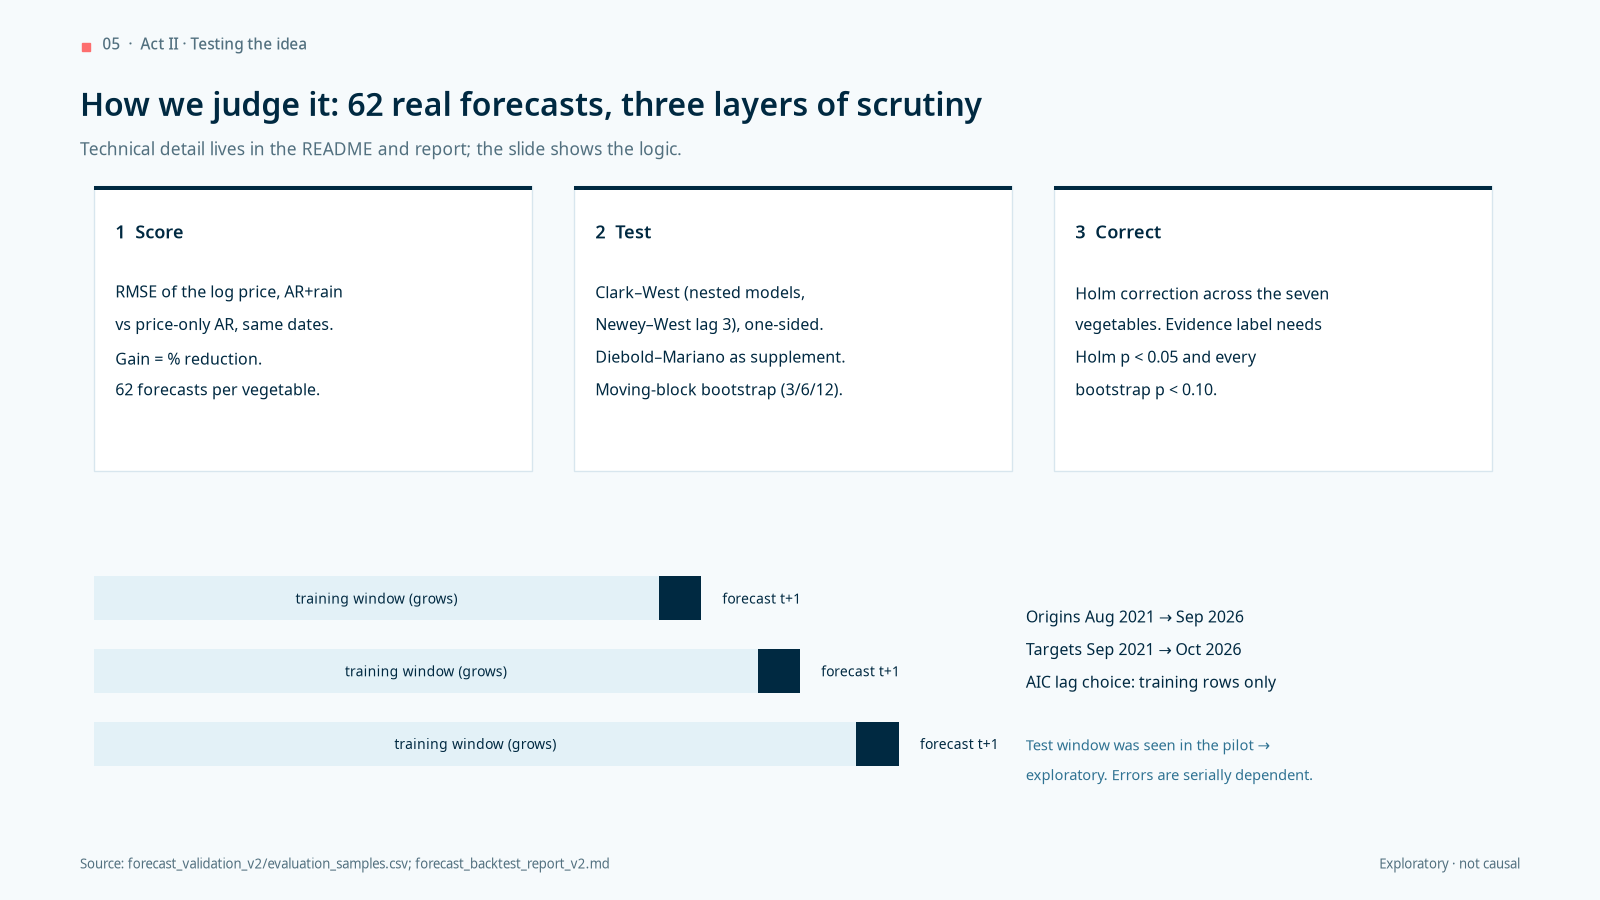 05 · Act II · Testing the idea
How we judge it: 62 real forecasts, three layers of scrutiny
Technical detail lives in the README and report; the slide shows the logic.
1 Score
RMSE of the log price, AR+rain
vs price-only AR, same dates.
Gain = % reduction.
62 forecasts per vegetable.
2 Test
Clark–West (nested models,
Newey–West lag 3), one-sided.
Diebold–Mariano as supplement.
Moving-block bootstrap (3/6/12).
3 Correct
Holm correction across the seven
vegetables. Evidence label needs
Holm p < 0.05 and every
bootstrap p < 0.10.
training window (grows)
forecast t+1
training window (grows)
forecast t+1
training window (grows)
forecast t+1
Origins Aug 2021 → Sep 2026
Targets Sep 2021 → Oct 2026
AIC lag choice: training rows only
Test window was seen in the pilot →
exploratory. Errors are serially dependent.
Source: forecast_validation_v2/evaluation_samples.csv; forecast_backtest_report_v2.md
Exploratory · not causal